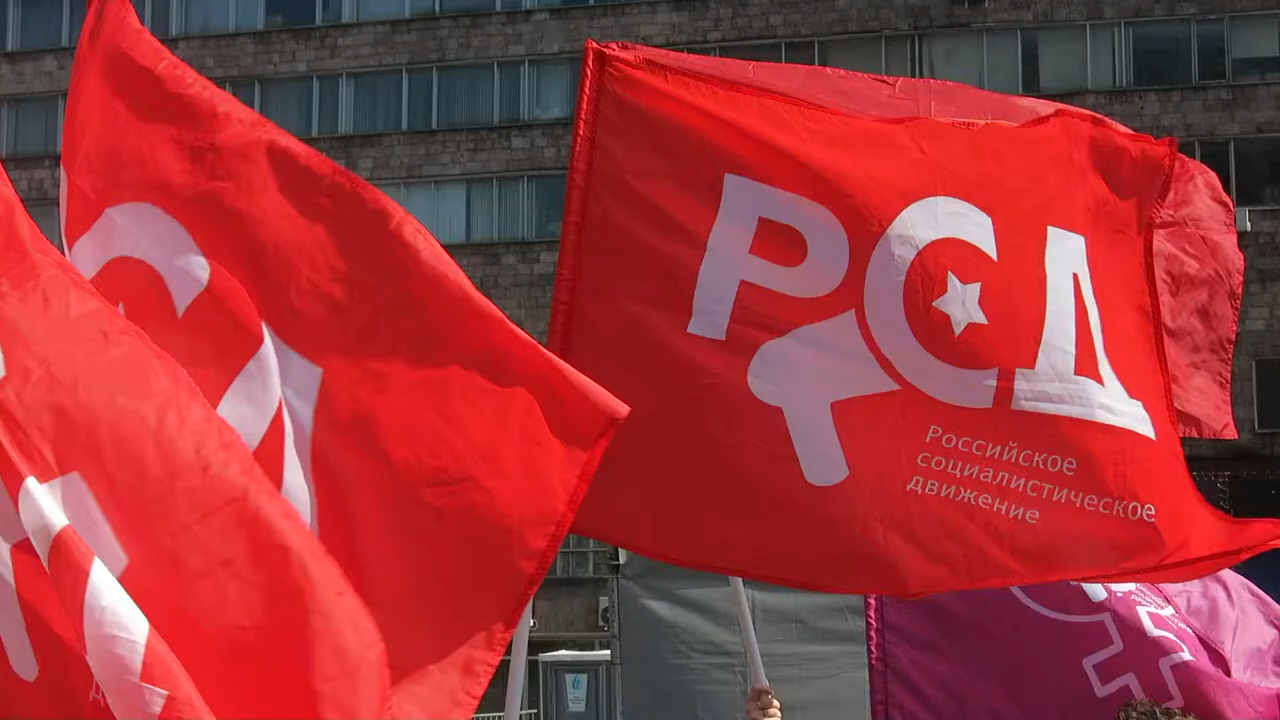 РСД
Российское
социалистическое
движение